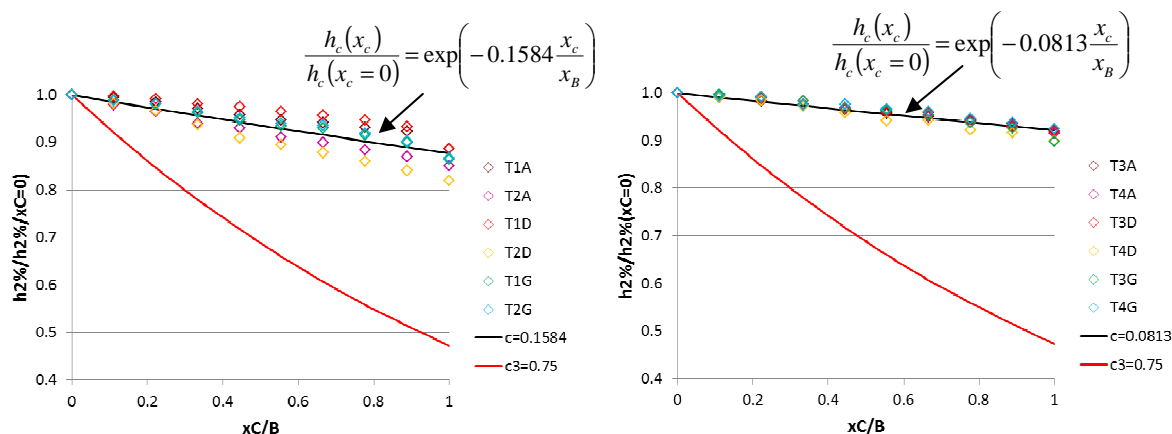 h_c(x_c) / h_c(x_c = 0) = exp(-0.1584 x_c / x_B)
1.0
0.9
0.8
0.7
0.6
0.5
0.4
h2%/h2%/xC=0)
0
0.2
0.4
0.6
0.8
1
xC/B
T1A
T2A
T1D
T2D
T1G
T2G
c=0.1584
c3=0.75
h_c(x_c) / h_c(x_c = 0) = exp(-0.0813 x_c / x_B)
1.0
0.9
0.8
0.7
0.6
0.5
0.4
h2%/h2%(xC=0)
0
0.2
0.4
0.6
0.8
1
xC/B
T3A
T4A
T3D
T4D
T3G
T4G
c=0.0813
c3=0.75